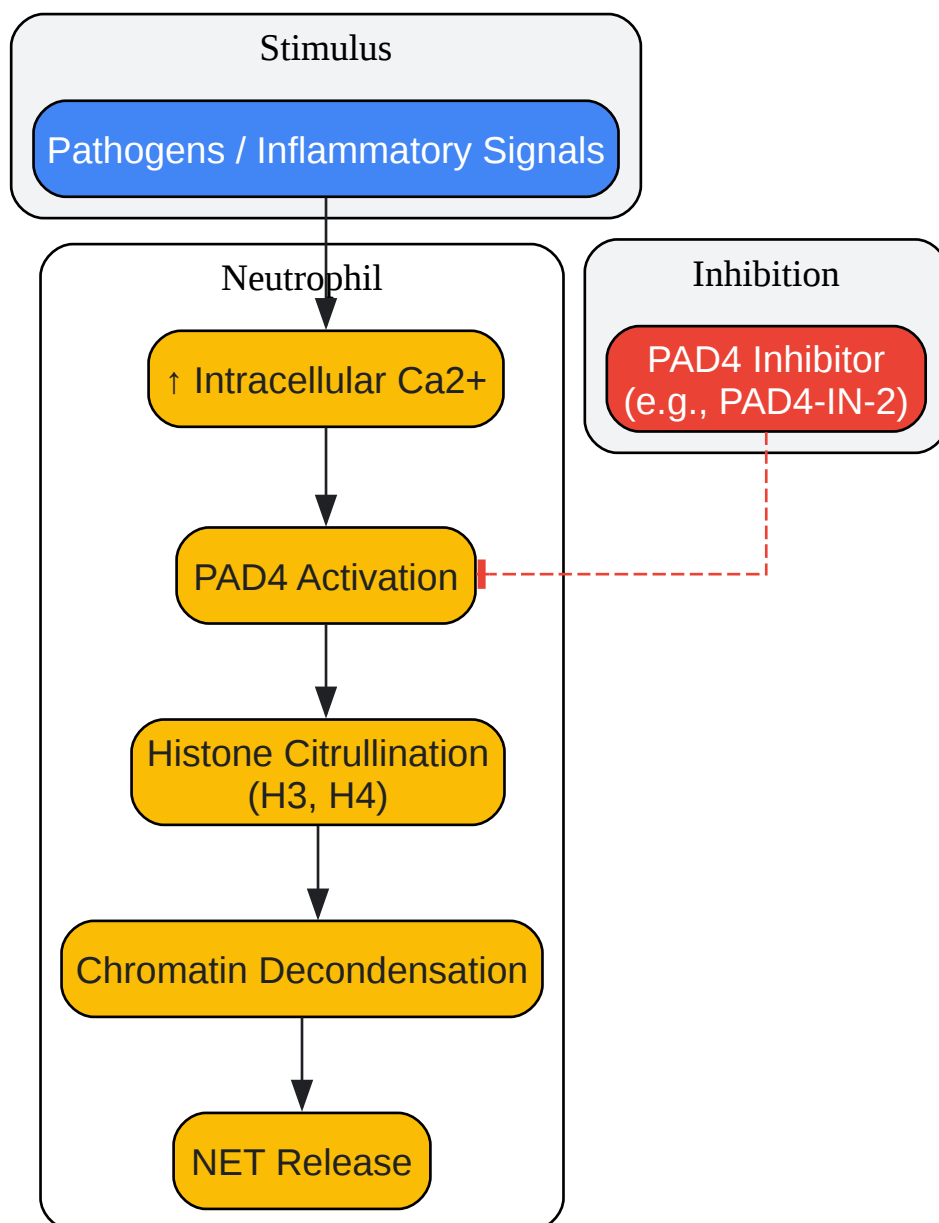 Stimulus
Pathogens / Inflammatory Signals
Neutrophil
↑ Intracellular Ca2+
PAD4 Activation
Histone Citrullination
(H3, H4)
Chromatin Decondensation
NET Release
Inhibition
PAD4 Inhibitor
(e.g., PAD4-IN-2)